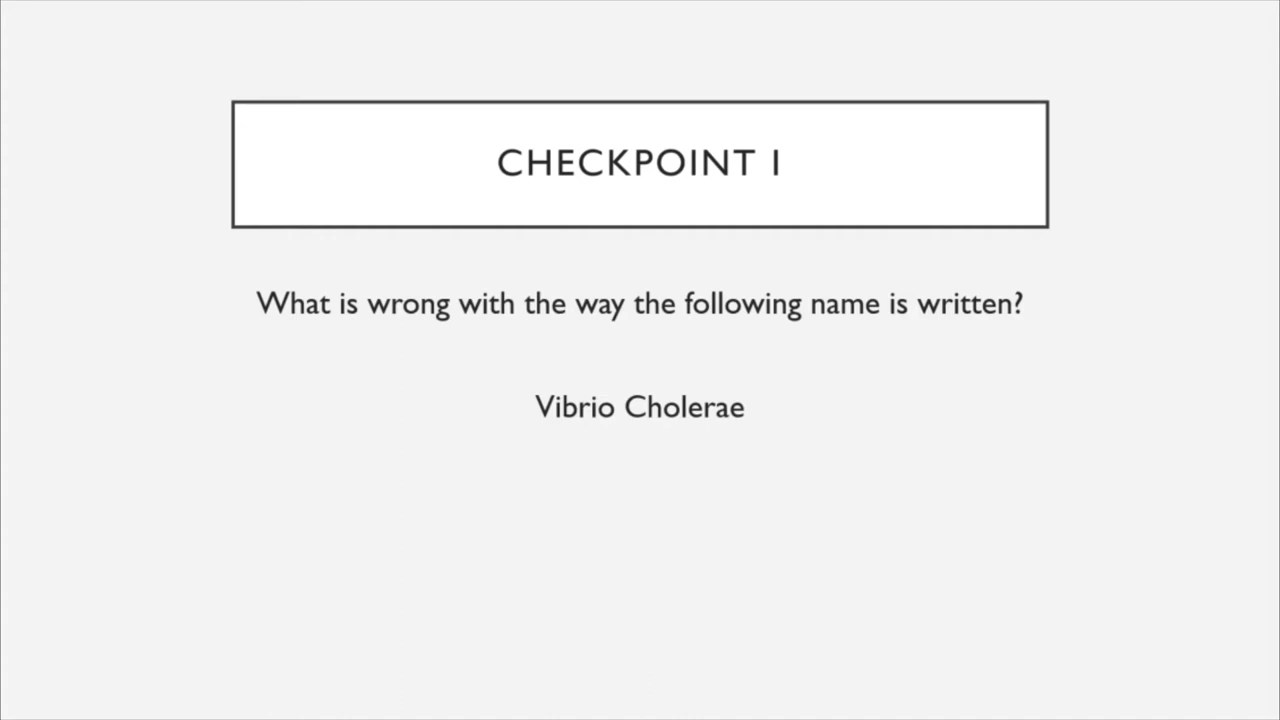 CHECKPOINT 1
What is wrong with the way the following name is written?
Vibrio Cholerae